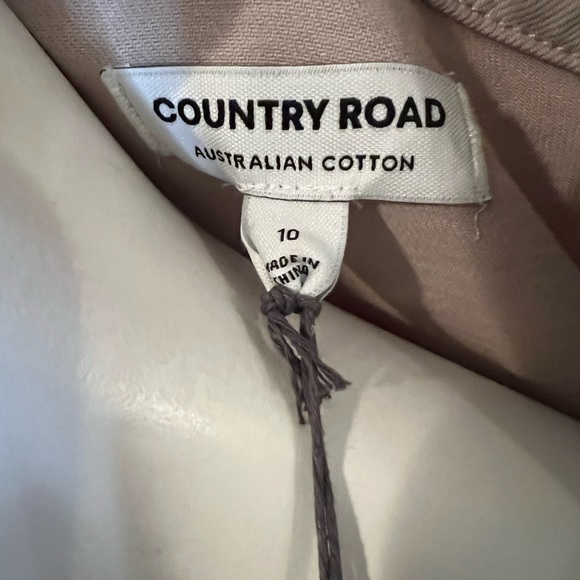 COUNTRY ROAD
AUSTRALIAN COTTON
10
MADE IN
CHINA